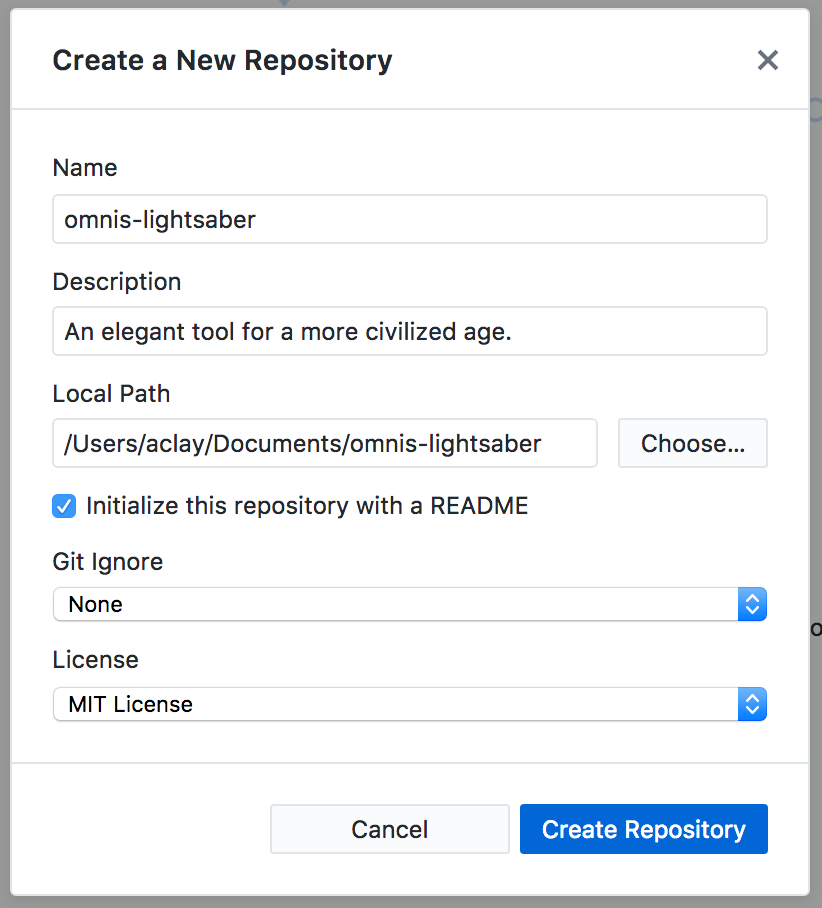 Create a New Repository
Name
omnis-lightsaber
Description
An elegant tool for a more civilized age.
Local Path
/Users/aclay/Documents/omnis-lightsaber
Choose...
Initialize this repository with a README
Git Ignore
None
License
MIT License
Cancel
Create Repository